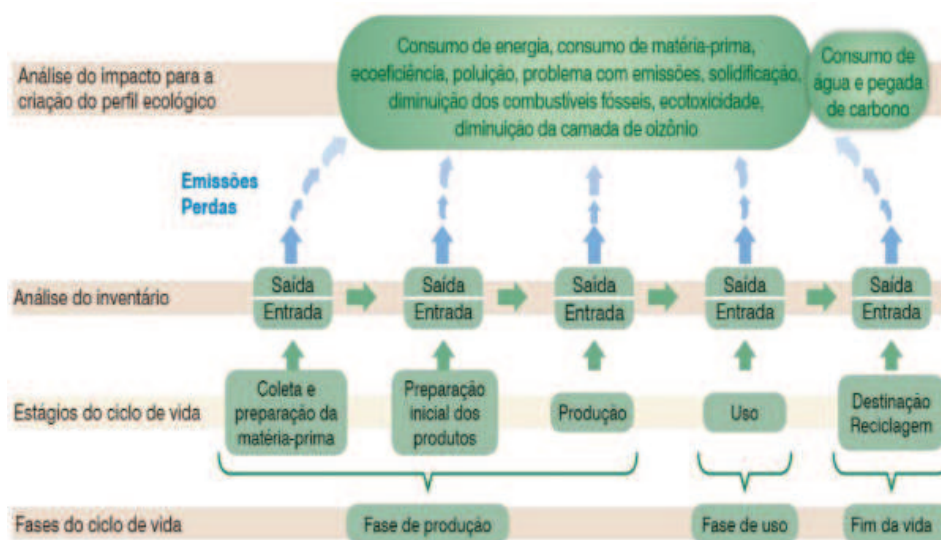 Consumo de energia, consumo de matéria-prima,
ecoeficiência, poluição, problema com emissões, solidificação,
diminuição dos combustíveis fósseis, ecotoxicidade,
diminuição da camada de oizônio
Consumo de
água e pegada
de carbono
Análise do impacto para a
criação do perfil ecológico
Emissões
Perdas
Análise do inventário
Saída
Entrada
Saída
Entrada
Saída
Entrada
Saída
Entrada
Saída
Entrada
Estágios do ciclo de vida
Coleta e
preparação da
matéria-prima
Preparação
inicial dos
produtos
Produção
Uso
Destinação
Reciclagem
Fases do ciclo de vida
Fase de produção
Fase de uso
Fim da vida